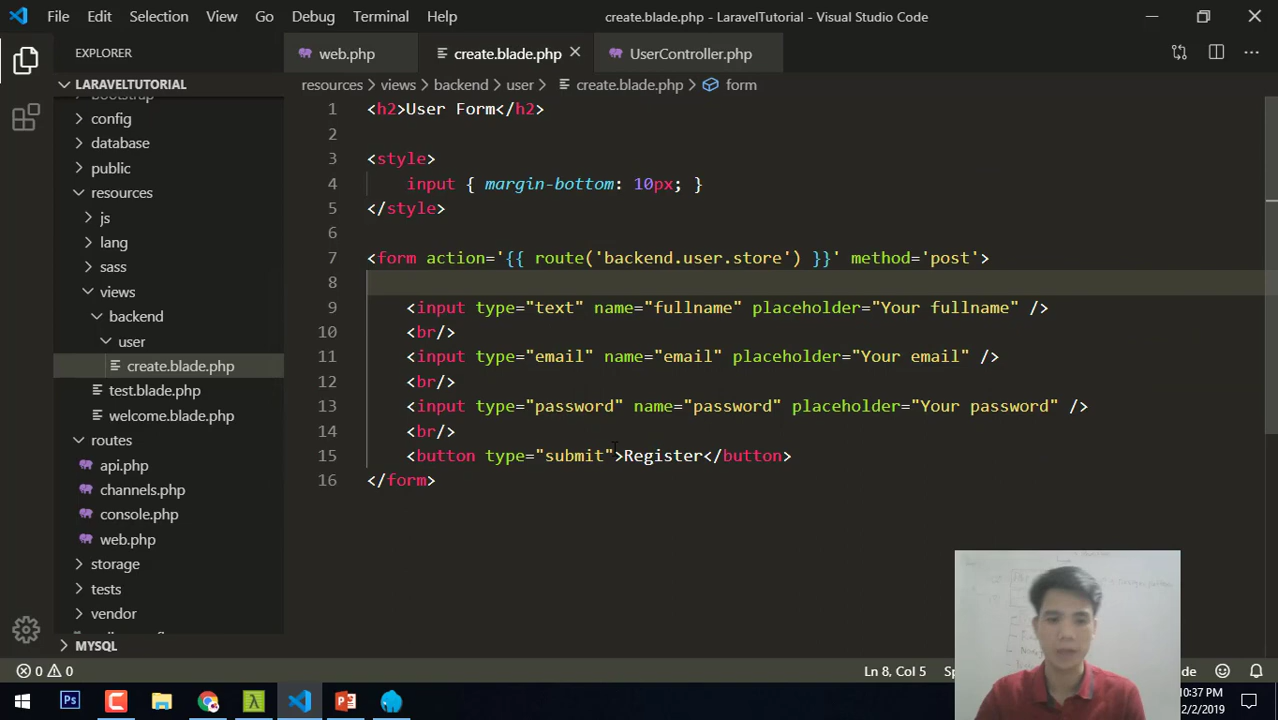 File Edit Selection View Go Debug Terminal Help create.blade.php - LaravelTutorial - Visual Studio Code
EXPLORER
web.php create.blade.php UserController.php
LARAVELTUTORIAL
config
database
public
resources
js
lang
sass
views
backend
user
create.blade.php
test.blade.php
welcome.blade.php
routes
api.php
channels.php
console.php
web.php
storage
tests
vendor
MYSQL
resources > views > backend > user > create.blade.php > form
1 <h2>User Form</h2>
2
3 <style>
4 input { margin-bottom: 10px; }
5 </style>
6
7 <form action='{{ route('backend.user.store') }}' method='post'>
8
9 <input type="text" name="fullname" placeholder="Your fullname" />
10 <br/>
11 <input type="email" name="email" placeholder="Your email" />
12 <br/>
13 <input type="password" name="password" placeholder="Your password" />
14 <br/>
15 <button type="submit">Register</button>
16 </form>
0 0 Ln 8, Col 5
Ps
10:37 PM
2/2/2019